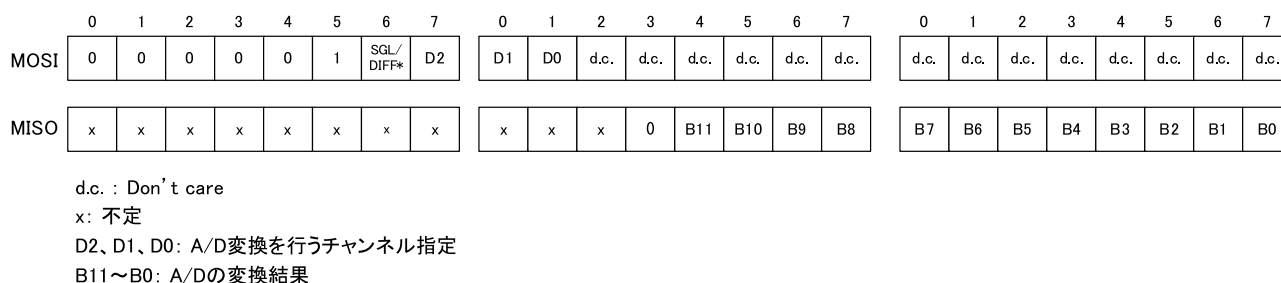 0 1 2 3 4 5 6 7 0 1 2 3 4 5 6 7 0 1 2 3 4 5 6 7
MOSI 0 0 0 0 0 1 SGL/DIFF* D2 D1 D0 d.c. d.c. d.c. d.c. d.c. d.c. d.c. d.c. d.c. d.c. d.c. d.c. d.c. d.c.
MISO x x x x x x x x x x x 0 B11 B10 B9 B8 B7 B6 B5 B4 B3 B2 B1 B0
d.c. : Don't care
x: 不定
D2、D1、D0: A/D変換を行うチャンネル指定
B11～B0: A/Dの変換結果